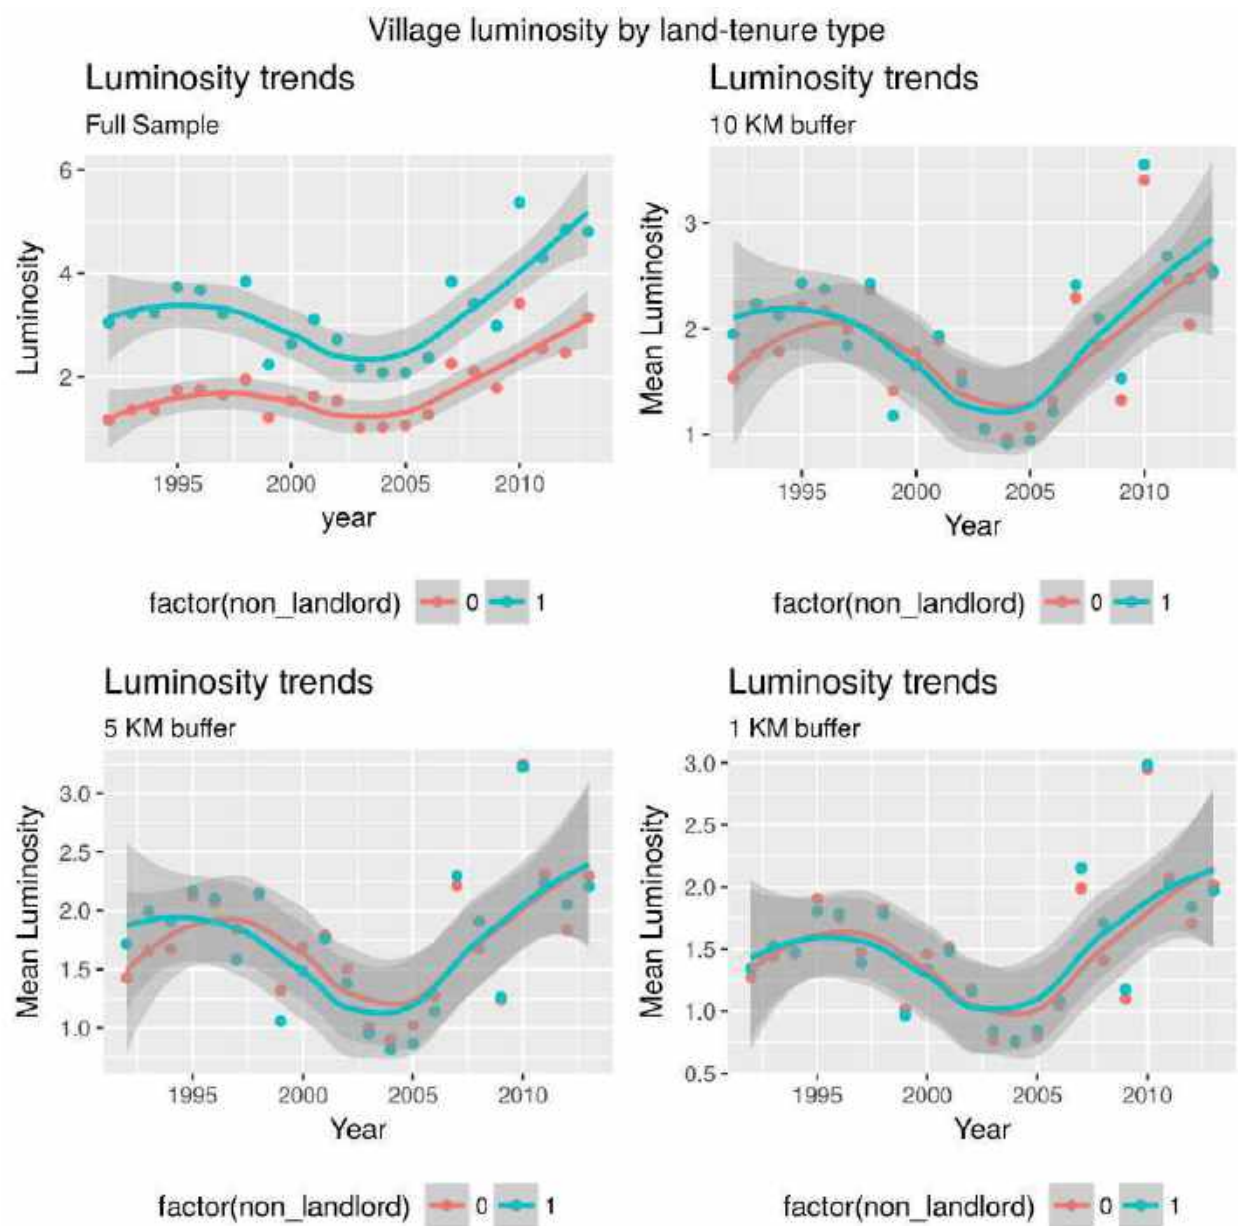 Village luminosity by land-tenure type
Luminosity trends
Full Sample
6
4
2
Luminosity
1995 2000 2005 2010
year
factor(non_landlord) 0 1
Luminosity trends
10 KM buffer
3
2
1
Mean Luminosity
1995 2000 2005 2010
Year
factor(non_landlord) 0 1
Luminosity trends
5 KM buffer
3.0
2.5
2.0
1.5
1.0
Mean Luminosity
1995 2000 2005 2010
Year
factor(non_landlord) 0 1
Luminosity trends
1 KM buffer
3.0
2.5
2.0
1.5
1.0
0.5
Mean Luminosity
1995 2000 2005 2010
Year
factor(non_landlord) 0 1